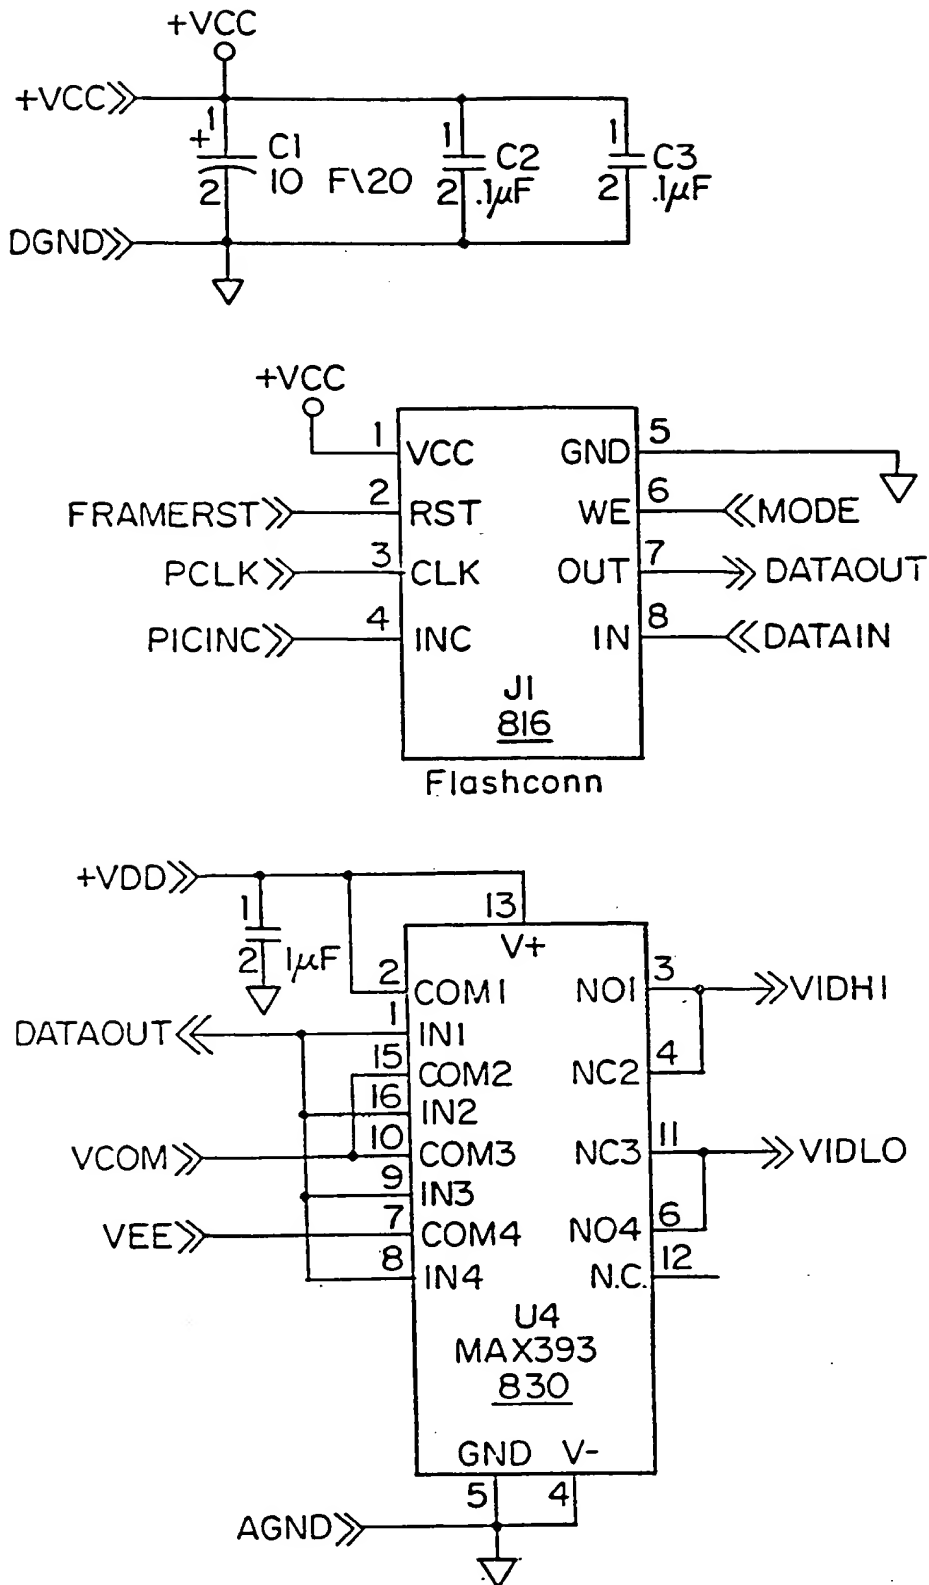 +VCC
+VCC
1
+
C1
10 F\20
2
1
C2
2 .1μF
1
C3
2 .1μF
DGND
+VCC
1
VCC
GND
5
FRAMERST
2
RST
WE
6
MODE
PCLK
3
CLK
OUT
7
DATAOUT
PICINC
4
INC
IN
8
DATAIN
J1
816
Flashconn
+VDD
1
2 1μF
13
V+
2
COM1
NO1
3
VIDHI
DATAOUT
1
IN1
15
COM2
NC2
4
16
IN2
VCOM
10
COM3
NC3
11
VIDLO
9
IN3
VEE
7
COM4
NO4
6
8
IN4
N.C.
12
U4
MAX393
830
GND V-
5
4
AGND